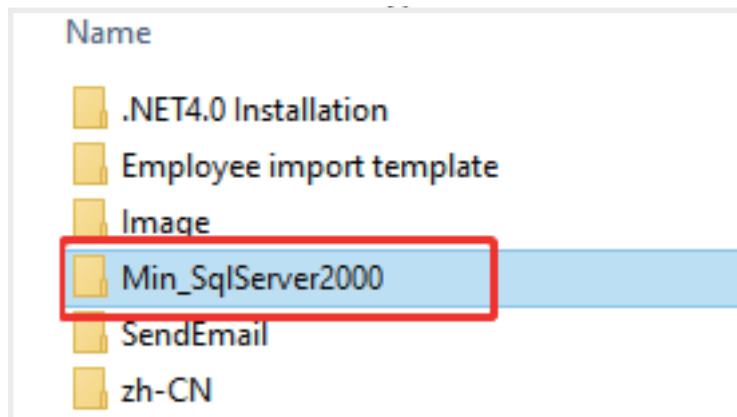 Name
.NET4.0 Installation
Employee import template
Image
Min_SqlServer2000
SendEmail
zh-CN